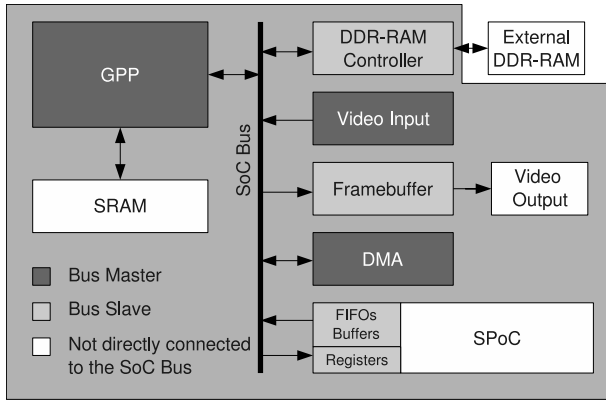 GPP
SRAM
SoC Bus
DDR-RAM
Controller
External
DDR-RAM
Video Input
Framebuffer
Video
Output
DMA
FIFOs
Buffers
Registers
SPoC
Bus Master
Bus Slave
Not directly connected
to the SoC Bus